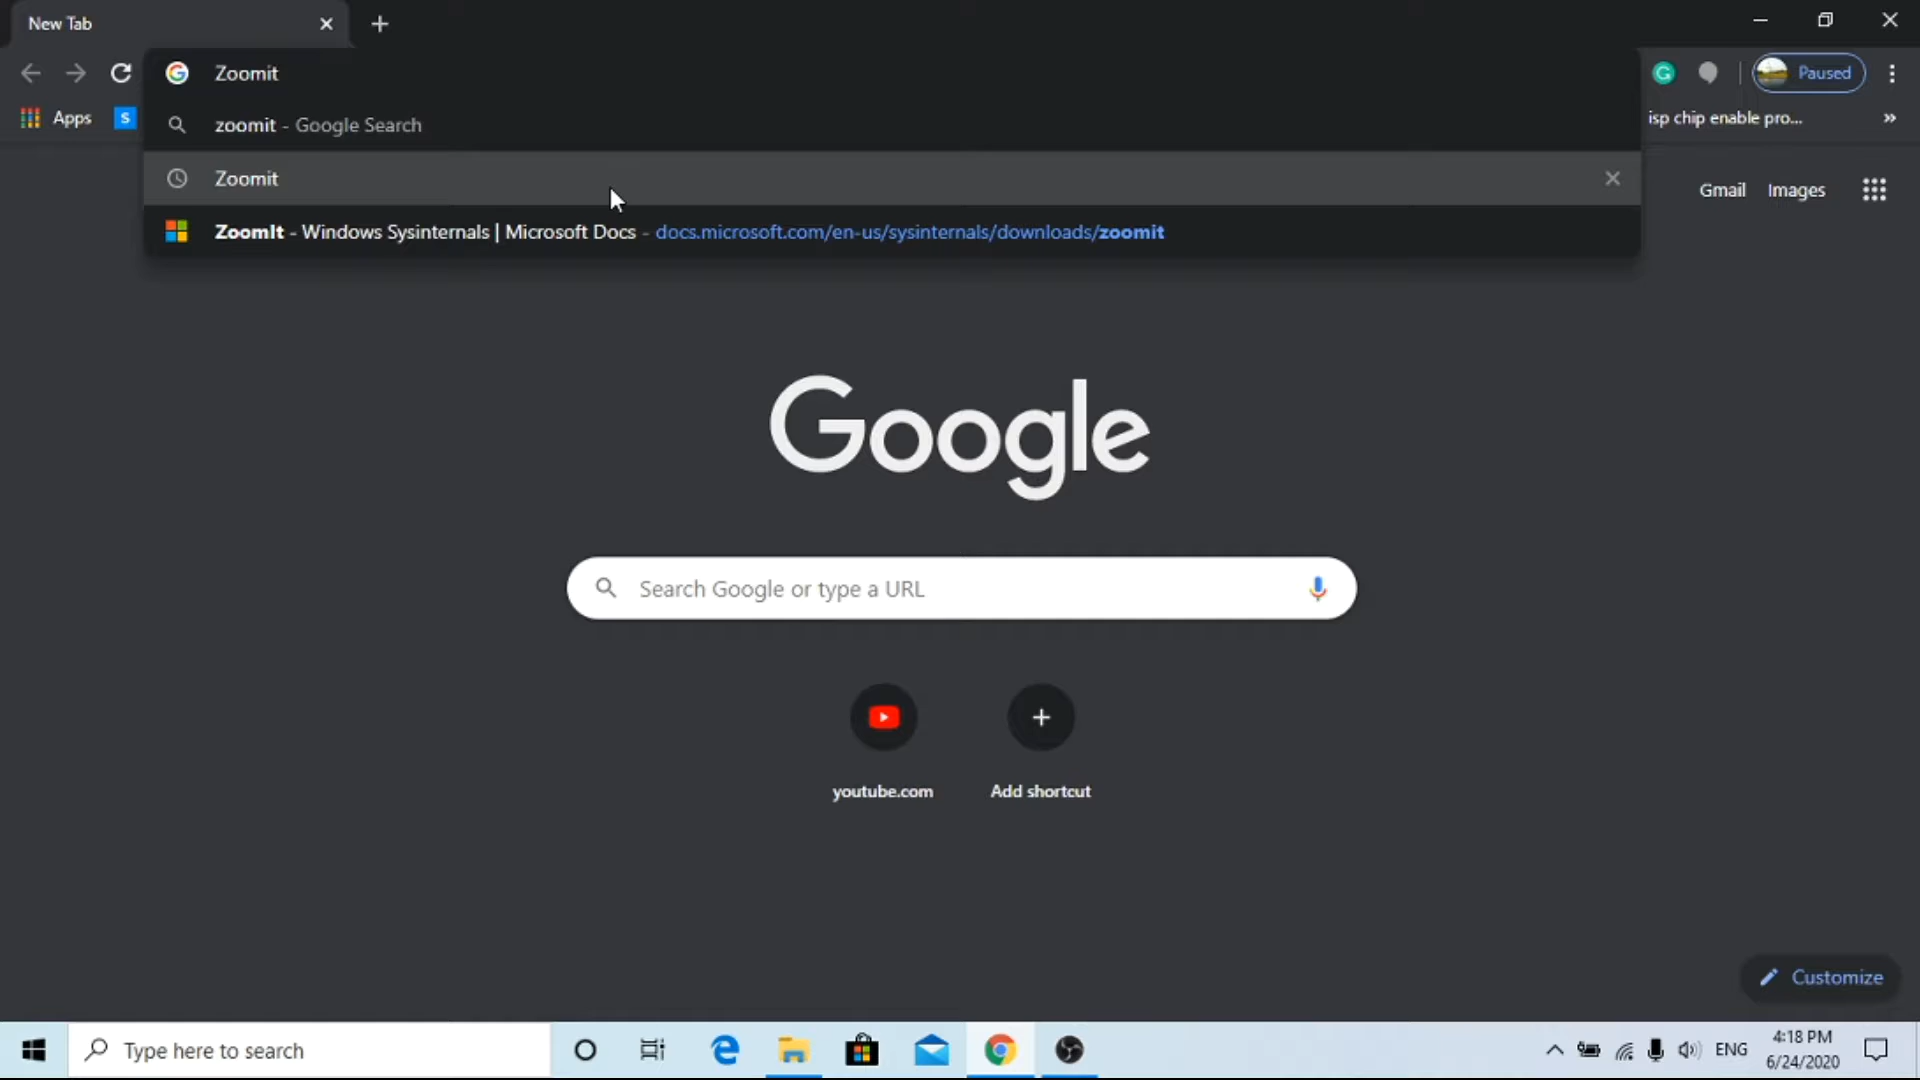 New Tab
Zoomit
Paused
Apps
S
zoomit - Google Search
isp chip enable pro...
Zoomit
Gmail
Images
ZoomIt - Windows Sysinternals | Microsoft Docs - docs.microsoft.com/en-us/sysinternals/downloads/zoomit
Google
Search Google or type a URL
youtube.com
Add shortcut
Customize
Type here to search
ENG
4:18 PM
6/24/2020